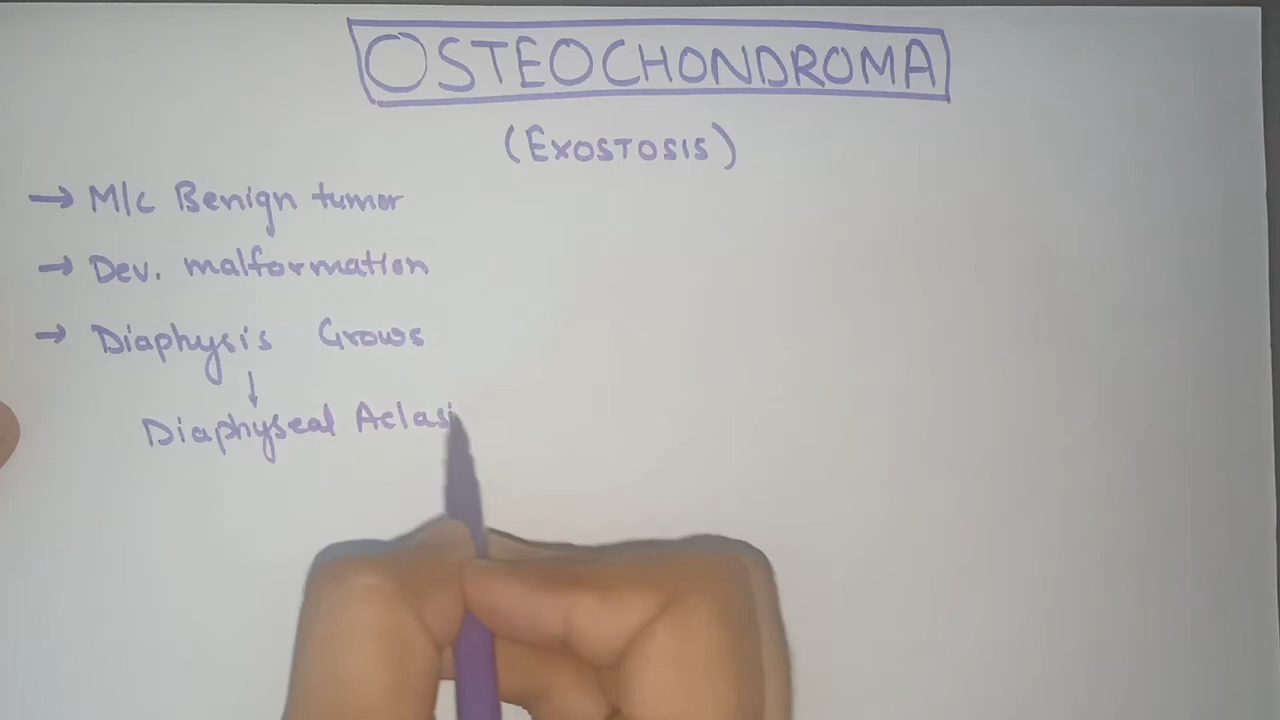 OSTEOCHONDROMA
(EXOSTOSIS)
→ M/c Benign tumor
→ Dev. malformation
→ Diaphysis Grows
↓
Diaphyseal Aclasi